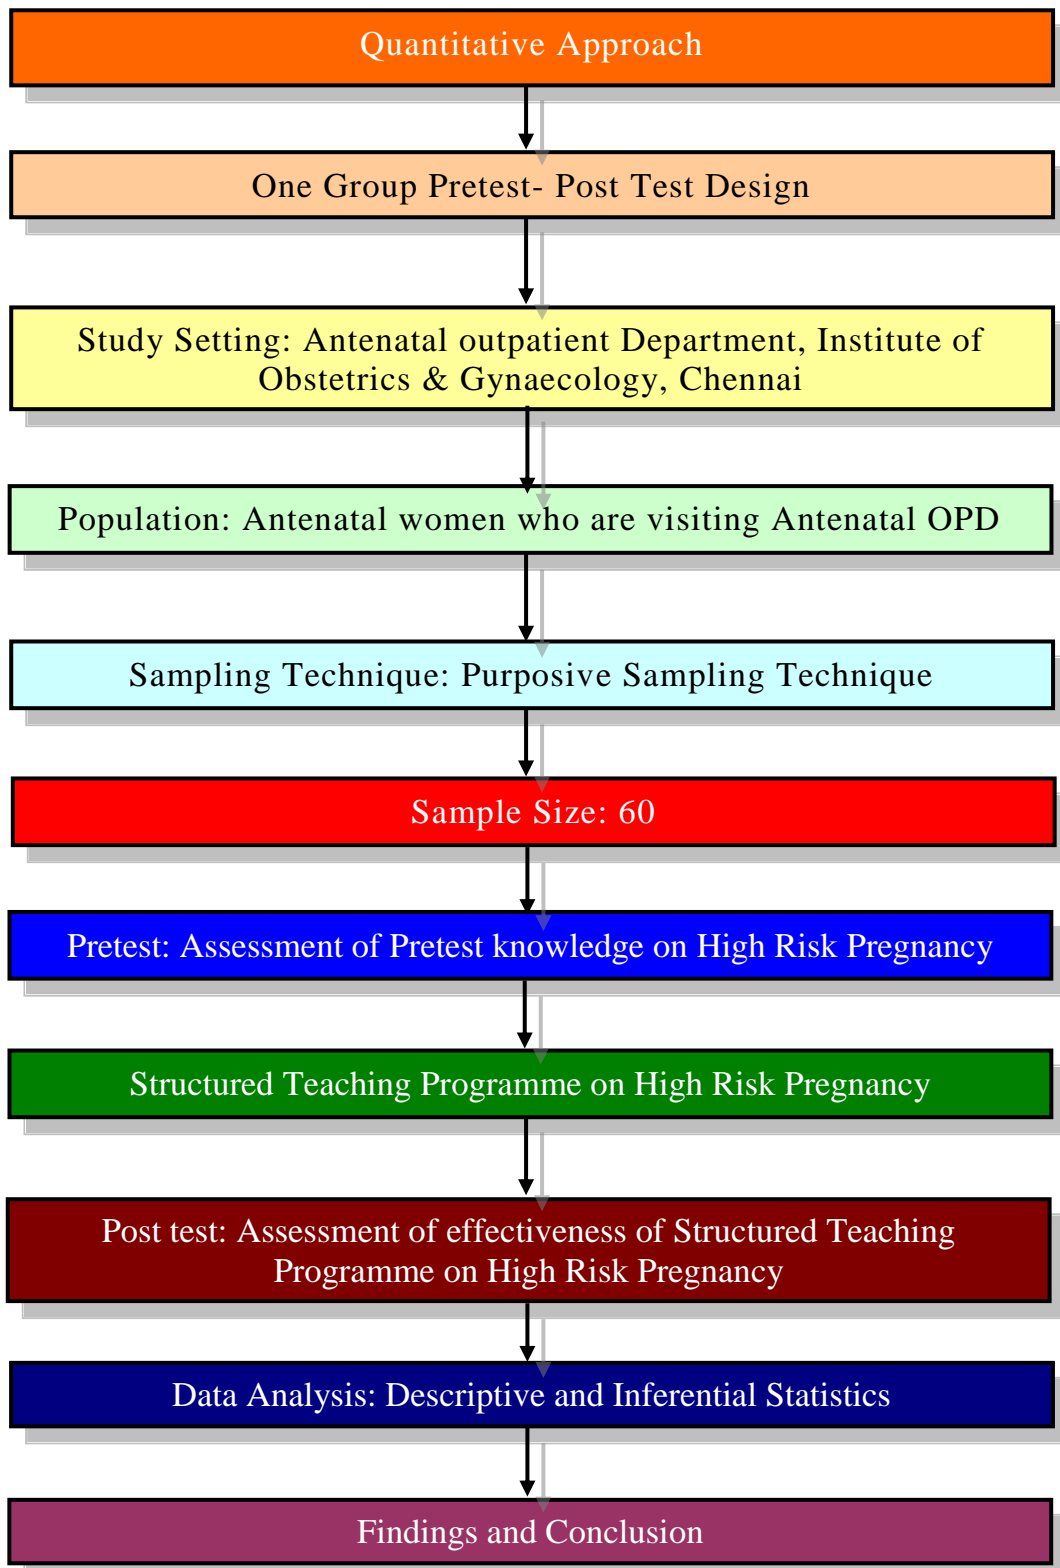 Quantitative Approach
One Group Pretest- Post Test Design
Study Setting: Antenatal outpatient Department, Institute of
Obstetrics & Gynaecology, Chennai
Population: Antenatal women who are visiting Antenatal OPD
Sampling Technique: Purposive Sampling Technique
Sample Size: 60
Pretest: Assessment of Pretest knowledge on High Risk Pregnancy
Structured Teaching Programme on High Risk Pregnancy
Post test: Assessment of effectiveness of Structured Teaching
Programme on High Risk Pregnancy
Data Analysis: Descriptive and Inferential Statistics
Findings and Conclusion